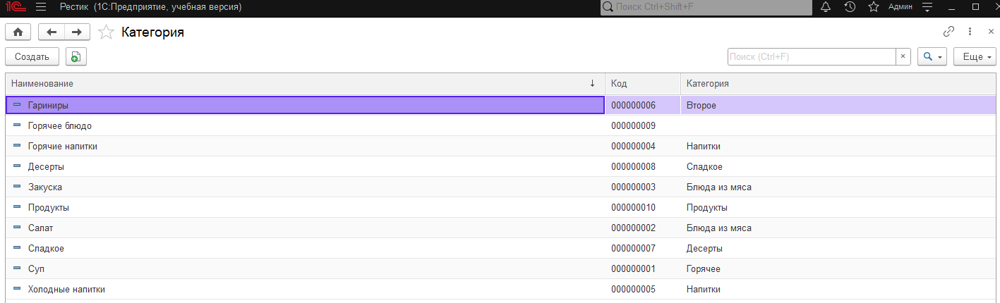 1С Рестик (1С:Предприятие, учебная версия) Поиск Ctrl+Shift+F Админ
Категория
Создать Поиск (Ctrl+F) × Еще
Наименование ↓ Код Категория
Гариниры 000000006 Второе
Горячее блюдо 000000009
Горячие напитки 000000004 Напитки
Десерты 000000008 Сладкое
Закуска 000000003 Блюда из мяса
Продукты 000000010 Продукты
Салат 000000002 Блюда из мяса
Сладкое 000000007 Десерты
Суп 000000001 Горячее
Холодные напитки 000000005 Напитки